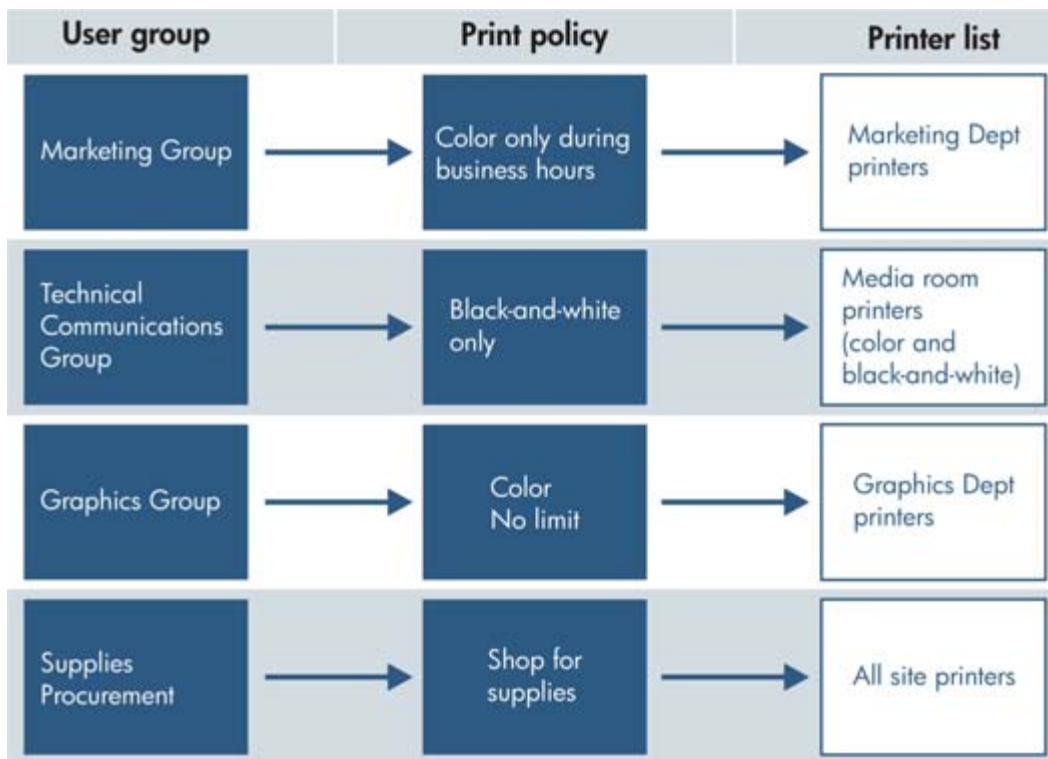 User group
Print policy
Printer list
Marketing Group
Color only during
business hours
Marketing Dept
printers
Technical
Communications
Group
Black-and-white
only
Media room
printers
(color and
black-and-white)
Graphics Group
Color
No limit
Graphics Dept
printers
Supplies
Procurement
Shop for
supplies
All site printers